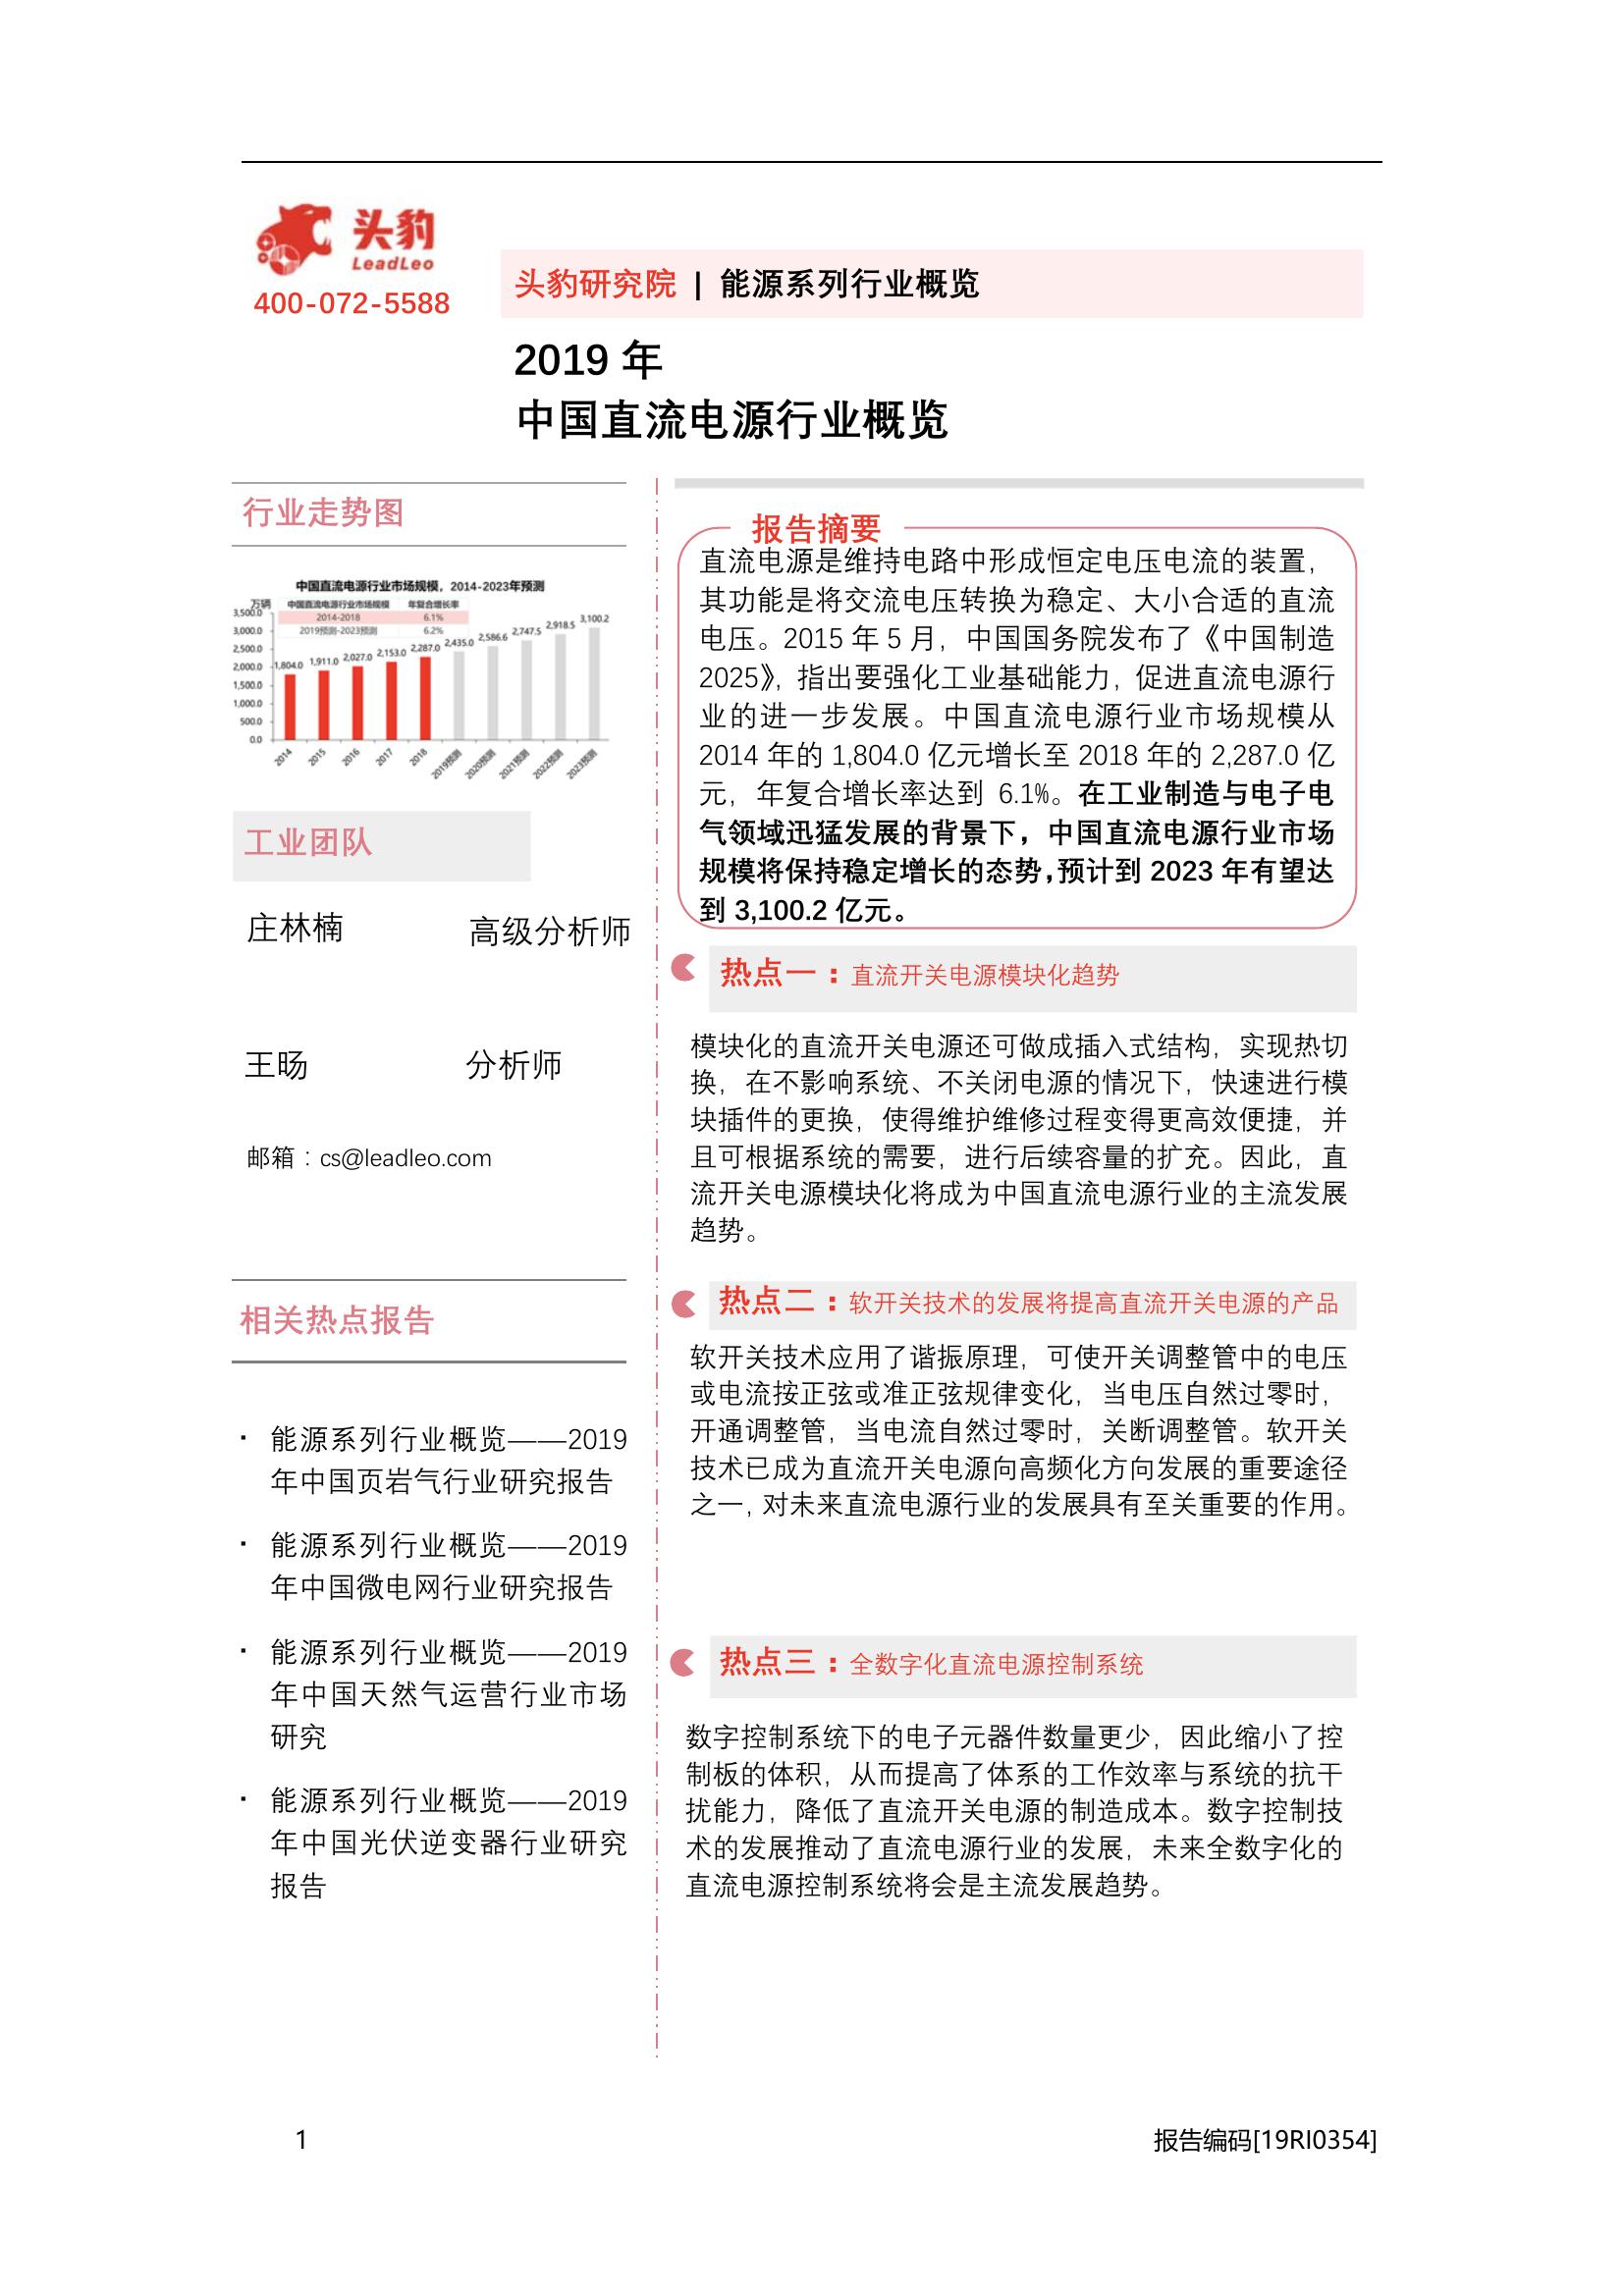 头豹
LeadLeo
400-072-5588
头豹研究院 | 能源系列行业概览
2019 年
中国直流电源行业概览
行业走势图
中国直流电源行业市场规模，2014-2023年预测
万辆
中国直流电源行业市场规模 年复合增长率
2014-2018 6.1%
2019预测-2023预测 6.2%
3,500.0
3,000.0
2,500.0
2,000.0
1,500.0
1,000.0
500.0
0.0
1,804.0 1,911.0 2,027.0 2,153.0 2,287.0 2,435.0 2,586.6 2,747.5 2,918.5 3,100.2
2014 2015 2016 2017 2018 2019预测 2020预测 2021预测 2022预测 2023预测
工业团队
庄林楠 高级分析师
王旸 分析师
邮箱：cs@leadleo.com
相关热点报告
· 能源系列行业概览——2019
年中国页岩气行业研究报告
· 能源系列行业概览——2019
年中国微电网行业研究报告
· 能源系列行业概览——2019
年中国天然气运营行业市场
研究
· 能源系列行业概览——2019
年中国光伏逆变器行业研究
报告
报告摘要
直流电源是维持电路中形成恒定电压电流的装置，
其功能是将交流电压转换为稳定、大小合适的直流
电压。2015 年 5 月，中国国务院发布了《中国制造
2025》，指出要强化工业基础能力，促进直流电源行
业的进一步发展。中国直流电源行业市场规模从
2014 年的 1,804.0 亿元增长至 2018 年的 2,287.0 亿
元，年复合增长率达到 6.1%。在工业制造与电子电
气领域迅猛发展的背景下，中国直流电源行业市场
规模将保持稳定增长的态势，预计到 2023 年有望达
到 3,100.2 亿元。
热点一：直流开关电源模块化趋势
模块化的直流开关电源还可做成插入式结构，实现热切
换，在不影响系统、不关闭电源的情况下，快速进行模
块插件的更换，使得维护维修过程变得更高效便捷，并
且可根据系统的需要，进行后续容量的扩充。因此，直
流开关电源模块化将成为中国直流电源行业的主流发展
趋势。
热点二：软开关技术的发展将提高直流开关电源的产品
软开关技术应用了谐振原理，可使开关调整管中的电压
或电流按正弦或准正弦规律变化，当电压自然过零时，
开通调整管，当电流自然过零时，关断调整管。软开关
技术已成为直流开关电源向高频化方向发展的重要途径
之一，对未来直流电源行业的发展具有至关重要的作用。
热点三：全数字化直流电源控制系统
数字控制系统下的电子元器件数量更少，因此缩小了控
制板的体积，从而提高了体系的工作效率与系统的抗干
扰能力，降低了直流开关电源的制造成本。数字控制技
术的发展推动了直流电源行业的发展，未来全数字化的
直流电源控制系统将会是主流发展趋势。
1
报告编码[19RI0354]